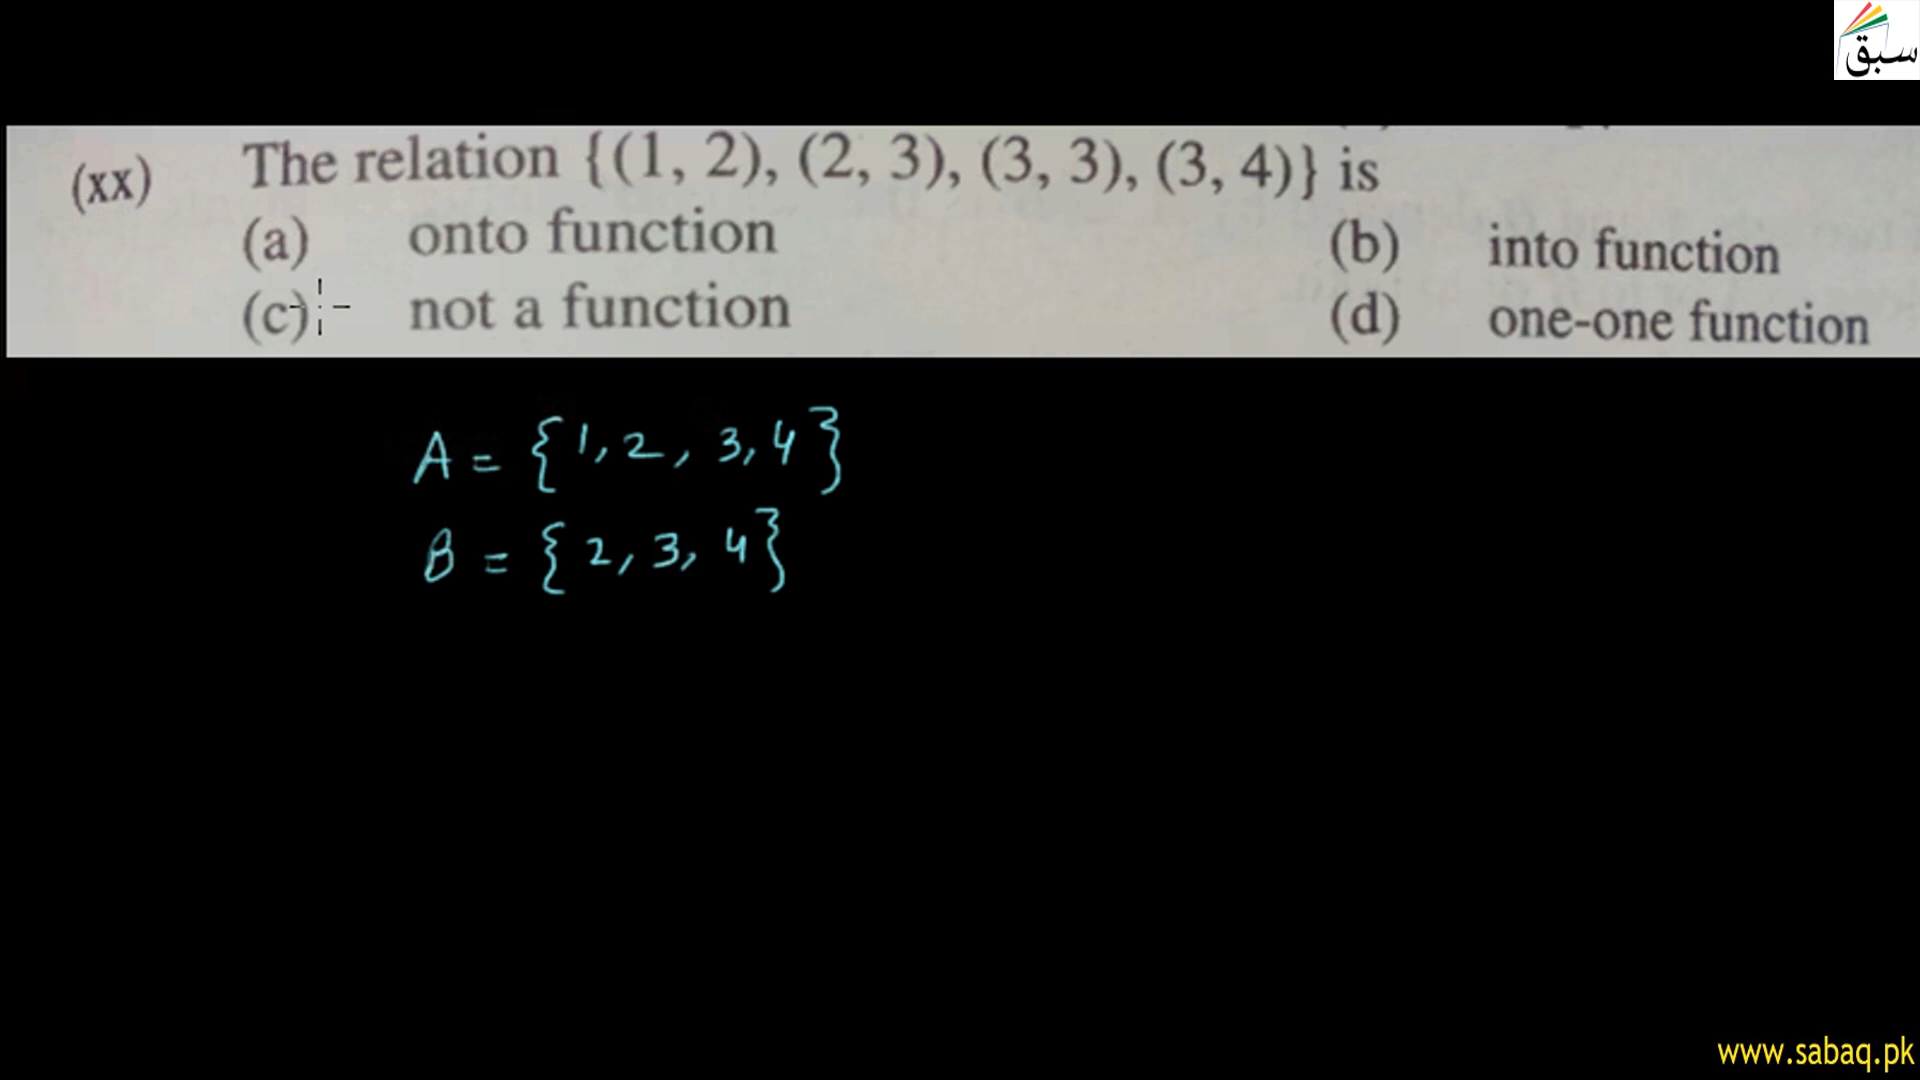 سبق
(xx) The relation {(1, 2), (2, 3), (3, 3), (3, 4)} is
(a) onto function (b) into function
(c) not a function (d) one-one function
A = {1, 2, 3, 4}
B = {2, 3, 4}
www.sabaq.pk